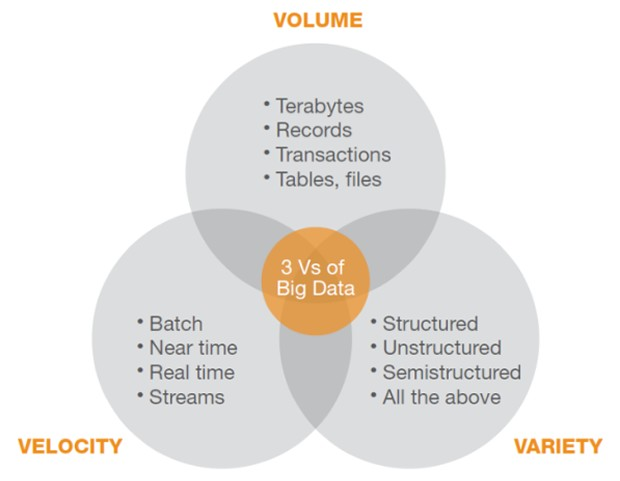 VOLUME
• Terabytes
• Records
• Transactions
• Tables, files
3 Vs of
Big Data
• Batch
• Near time
• Real time
• Streams
• Structured
• Unstructured
• Semistructured
• All the above
VELOCITY
VARIETY